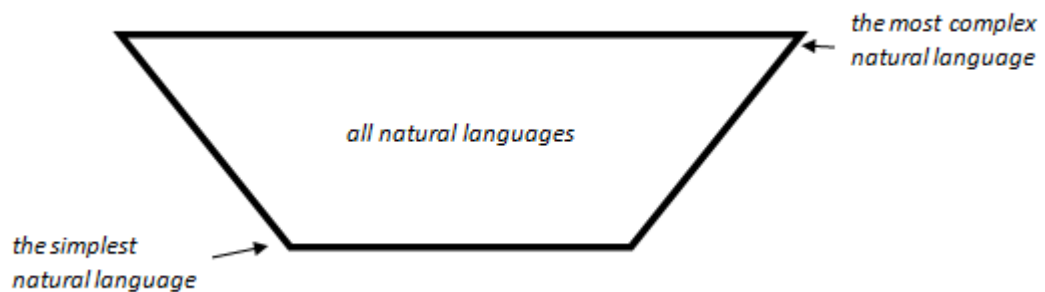 the most complex
natural language
all natural languages
the simplest
natural language